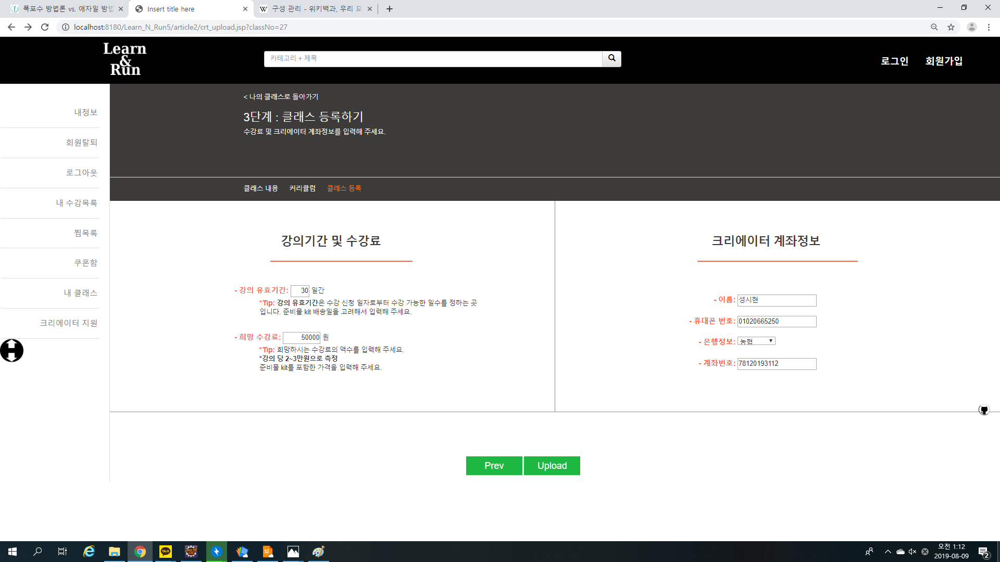 폭포수 방법론 vs. 애자일 방법
Insert title here
구성 관리 - 위키백과, 우리 모
localhost:8180/Learn_N_Run5/article2/crt_upload.jsp?classNo=27
Learn
&
Run
카테고리 + 제목
로그인
회원가입
내정보
회원탈퇴
로그아웃
내 수강목록
찜목록
쿠폰함
내 클래스
크리에이터 지원
H
< 나의 클래스로 돌아가기
3단계 : 클래스 등록하기
수강료 및 크리에이터 계좌정보를 입력해 주세요.
클래스 내용
커리큘럼
클래스 등록
강의기간 및 수강료
- 강의 유효기간: 30 일간
*Tip: 강의 유효기간은 수강 신청 일자로부터 수강 가능한 일수를 정하는 곳
입니다. 준비물 kit 배송일을 고려해서 입력해 주세요.
- 희망 수강료: 50000 원
*Tip: 희망하시는 수강료의 액수를 입력해 주세요.
*강의 당 2~3만원으로 측정
준비물 kit를 포함한 가격을 입력해 주세요.
크리에이터 계좌정보
- 이름: 성시현
- 휴대폰 번호: 01020665250
- 은행정보: 농협
- 계좌번호: 78120193112
Prev
Upload
TALK
오전 1:12
2019-08-09
2